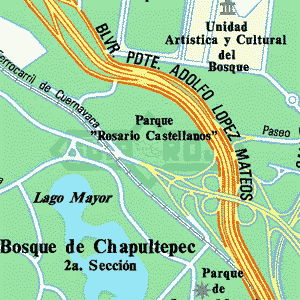 BLVR. PDTE. ADOLFO LOPEZ MATEOS
Unidad
Artística y Cultural
del
Bosque
Ferrocarril de Cuernavaca
Parque
"Rosario Castellanos"
Paseo
Lago Mayor
Bosque de Chapultepec
2a. Sección
Parque
de